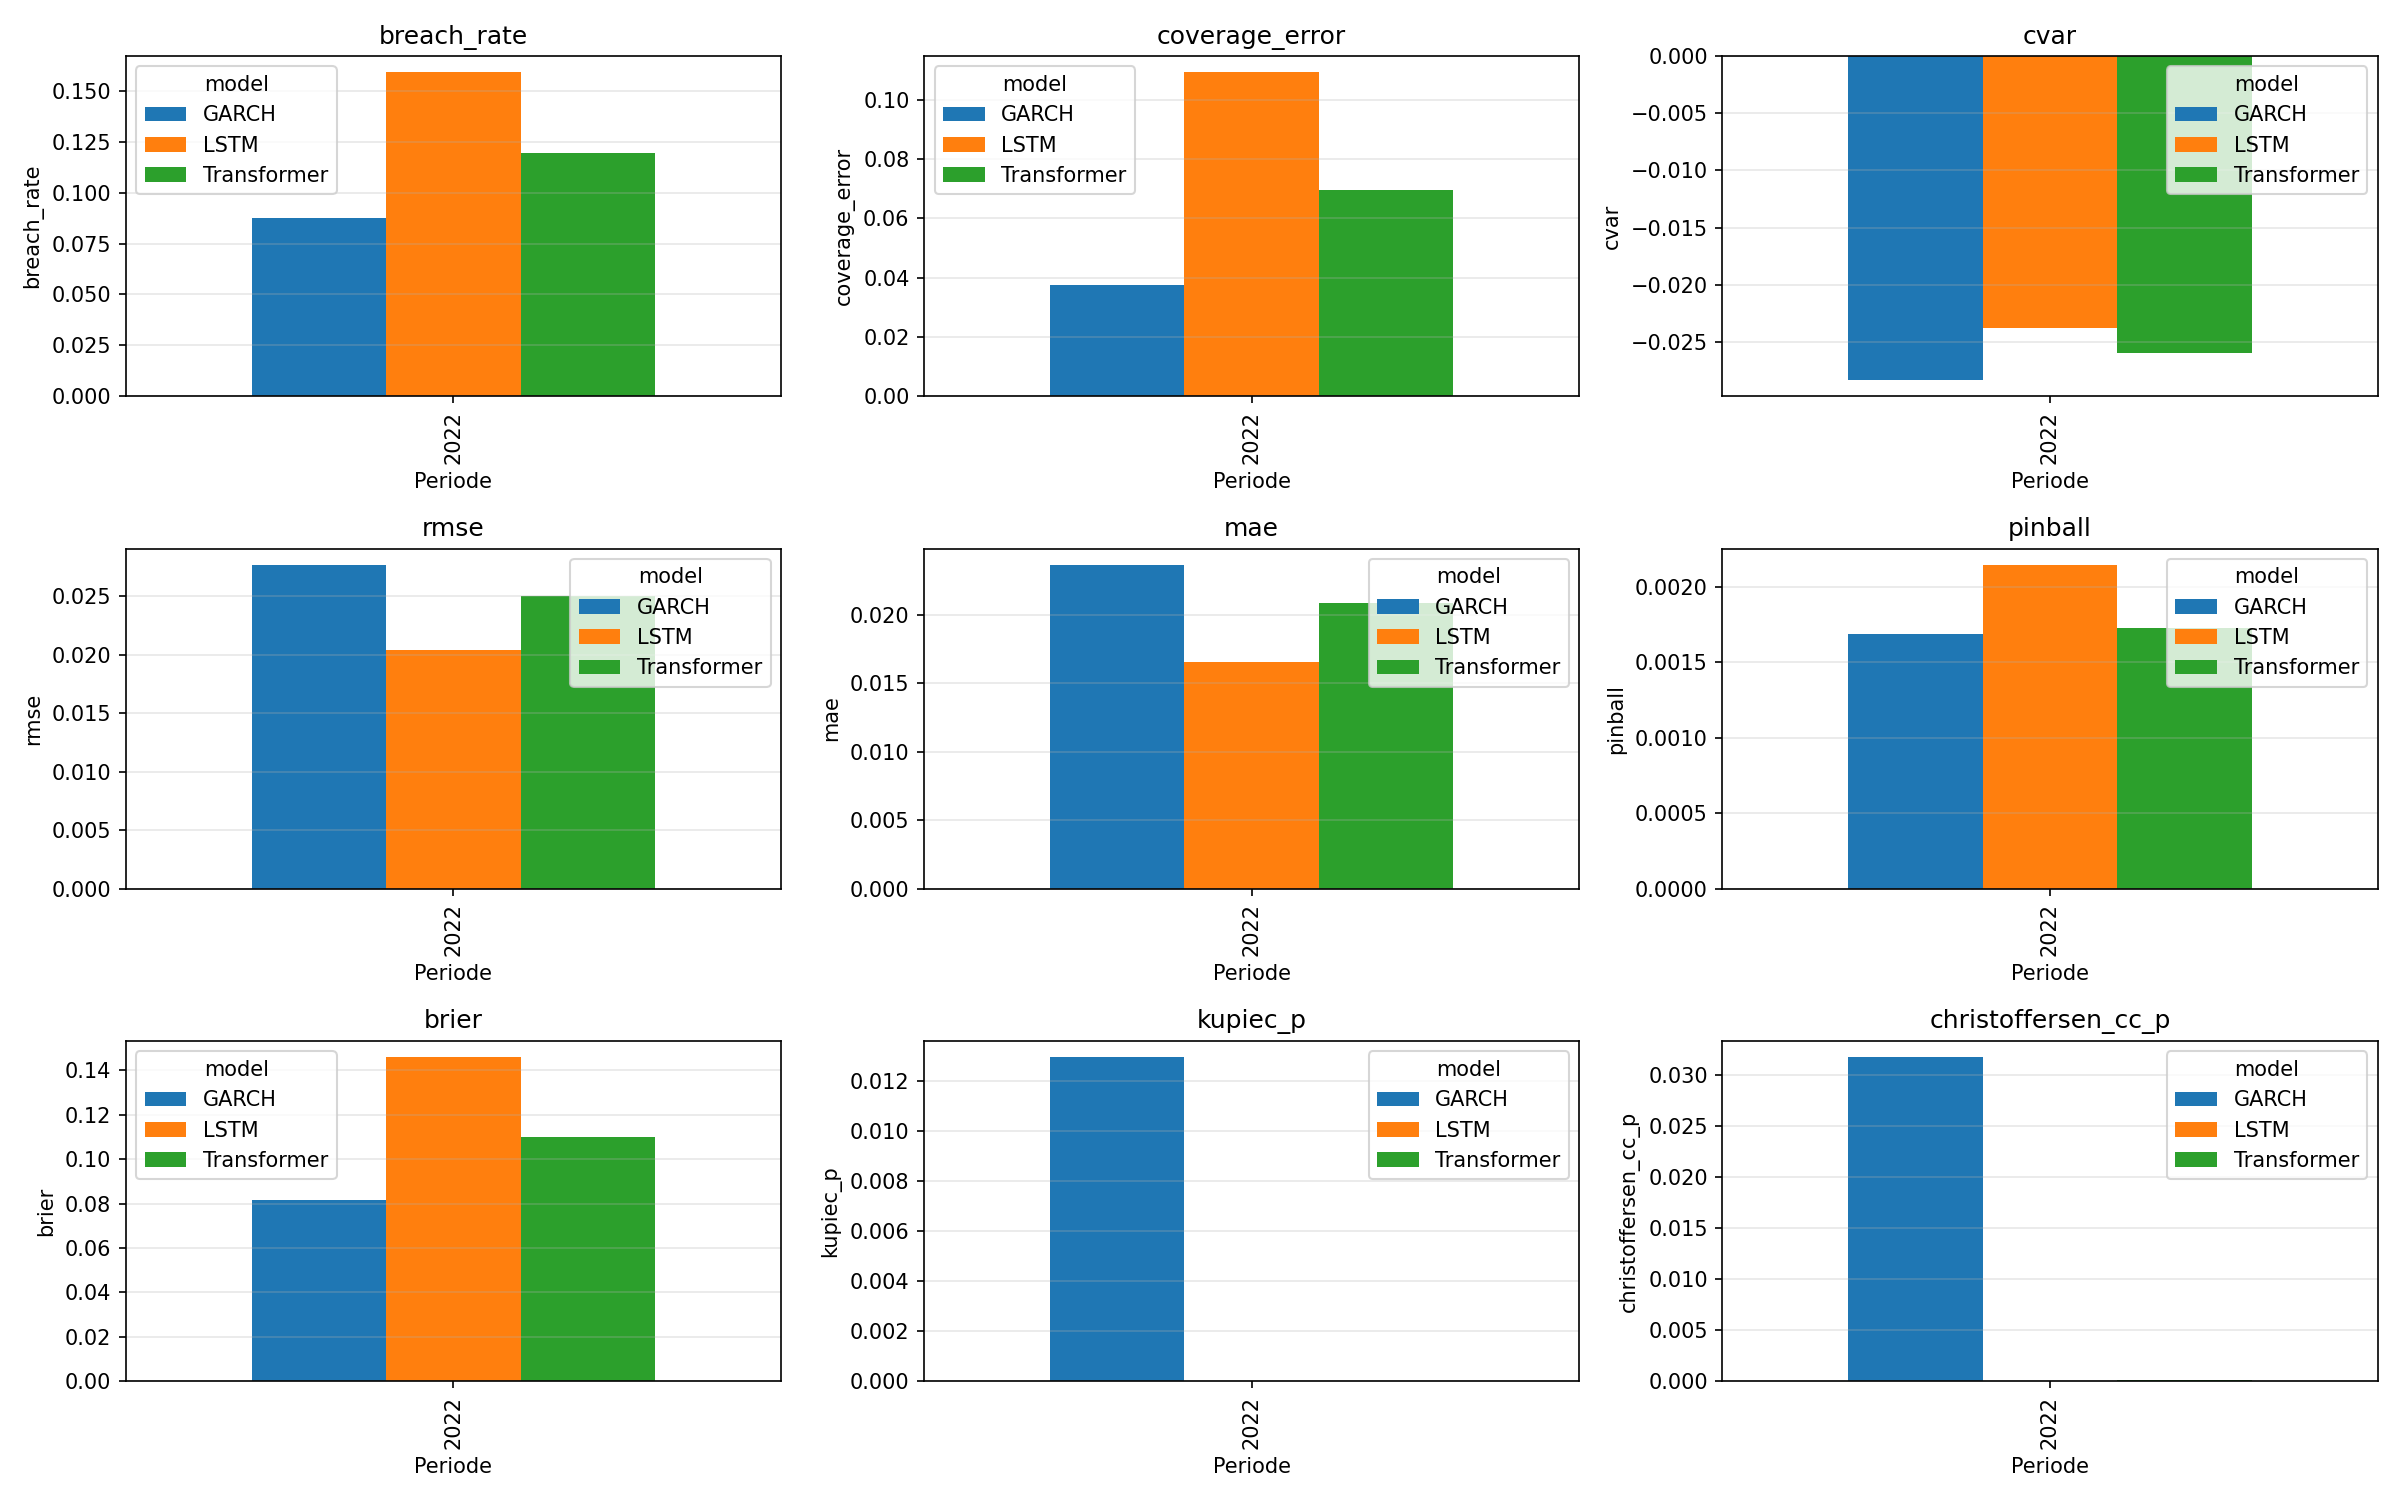 breach_rate
breach_rate
0.150
0.125
0.100
0.075
0.050
0.025
0.000
model
GARCH
LSTM
Transformer
2022
Periode
coverage_error
coverage_error
0.10
0.08
0.06
0.04
0.02
0.00
model
GARCH
LSTM
Transformer
2022
Periode
cvar
cvar
0.000
−0.005
−0.010
−0.015
−0.020
−0.025
model
GARCH
LSTM
Transformer
2022
Periode
rmse
rmse
0.025
0.020
0.015
0.010
0.005
0.000
model
GARCH
LSTM
Transformer
2022
Periode
mae
mae
0.020
0.015
0.010
0.005
0.000
model
GARCH
LSTM
Transformer
2022
Periode
pinball
pinball
0.0020
0.0015
0.0010
0.0005
0.0000
model
GARCH
LSTM
Transformer
2022
Periode
brier
brier
0.14
0.12
0.10
0.08
0.06
0.04
0.02
0.00
model
GARCH
LSTM
Transformer
2022
Periode
kupiec_p
kupiec_p
0.012
0.010
0.008
0.006
0.004
0.002
0.000
model
GARCH
LSTM
Transformer
2022
Periode
christoffersen_cc_p
christoffersen_cc_p
0.030
0.025
0.020
0.015
0.010
0.005
0.000
model
GARCH
LSTM
Transformer
2022
Periode